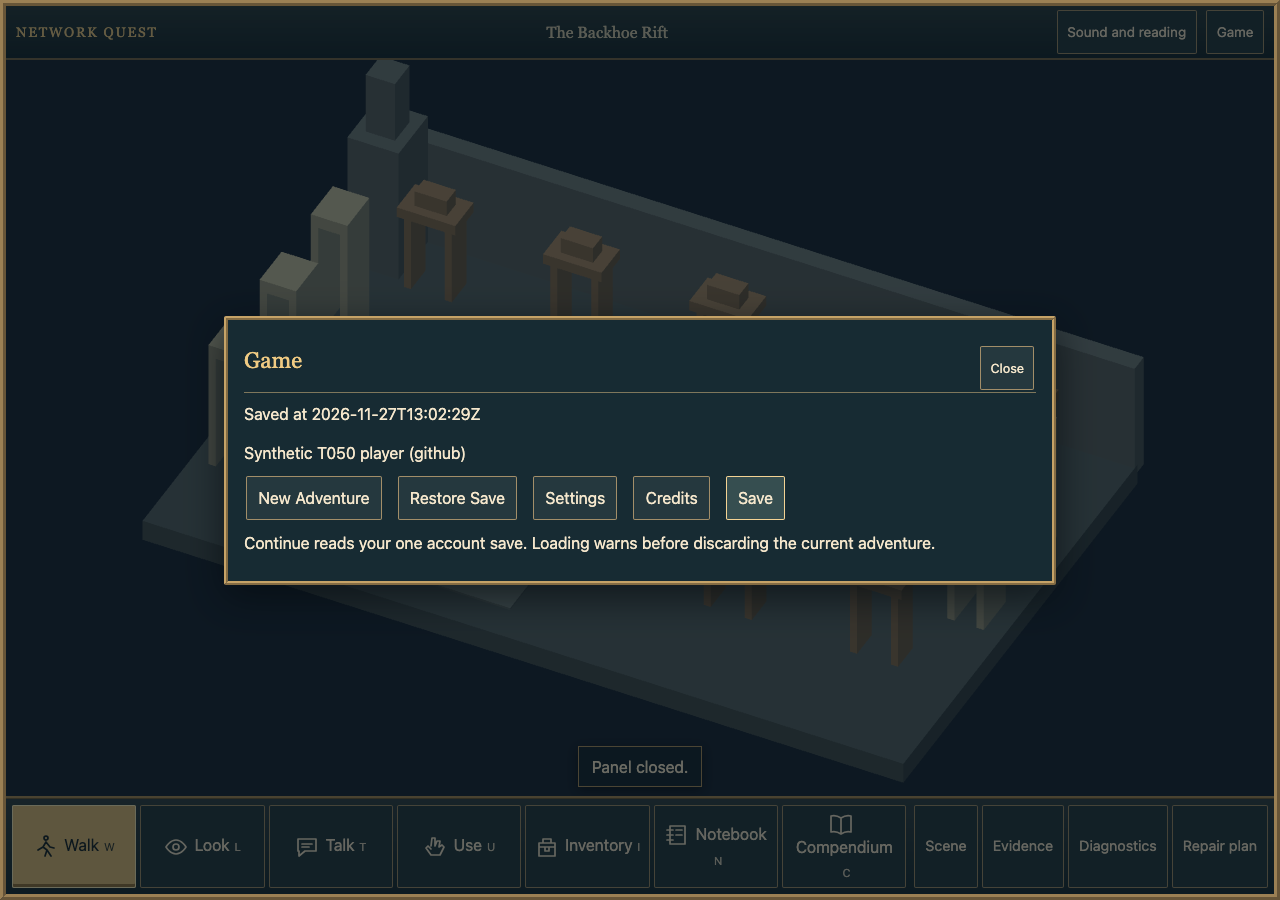 NETWORK QUEST
The Backhoe Rift
Sound and reading
Game
Game
Close
Saved at 2026-11-27T13:02:29Z
Synthetic T050 player (github)
New Adventure
Restore Save
Settings
Credits
Save
Continue reads your one account save. Loading warns before discarding the current adventure.
Panel closed.
Walk W
Look L
Talk T
Use U
Inventory I
Notebook
N
Compendium
C
Scene
Evidence
Diagnostics
Repair plan